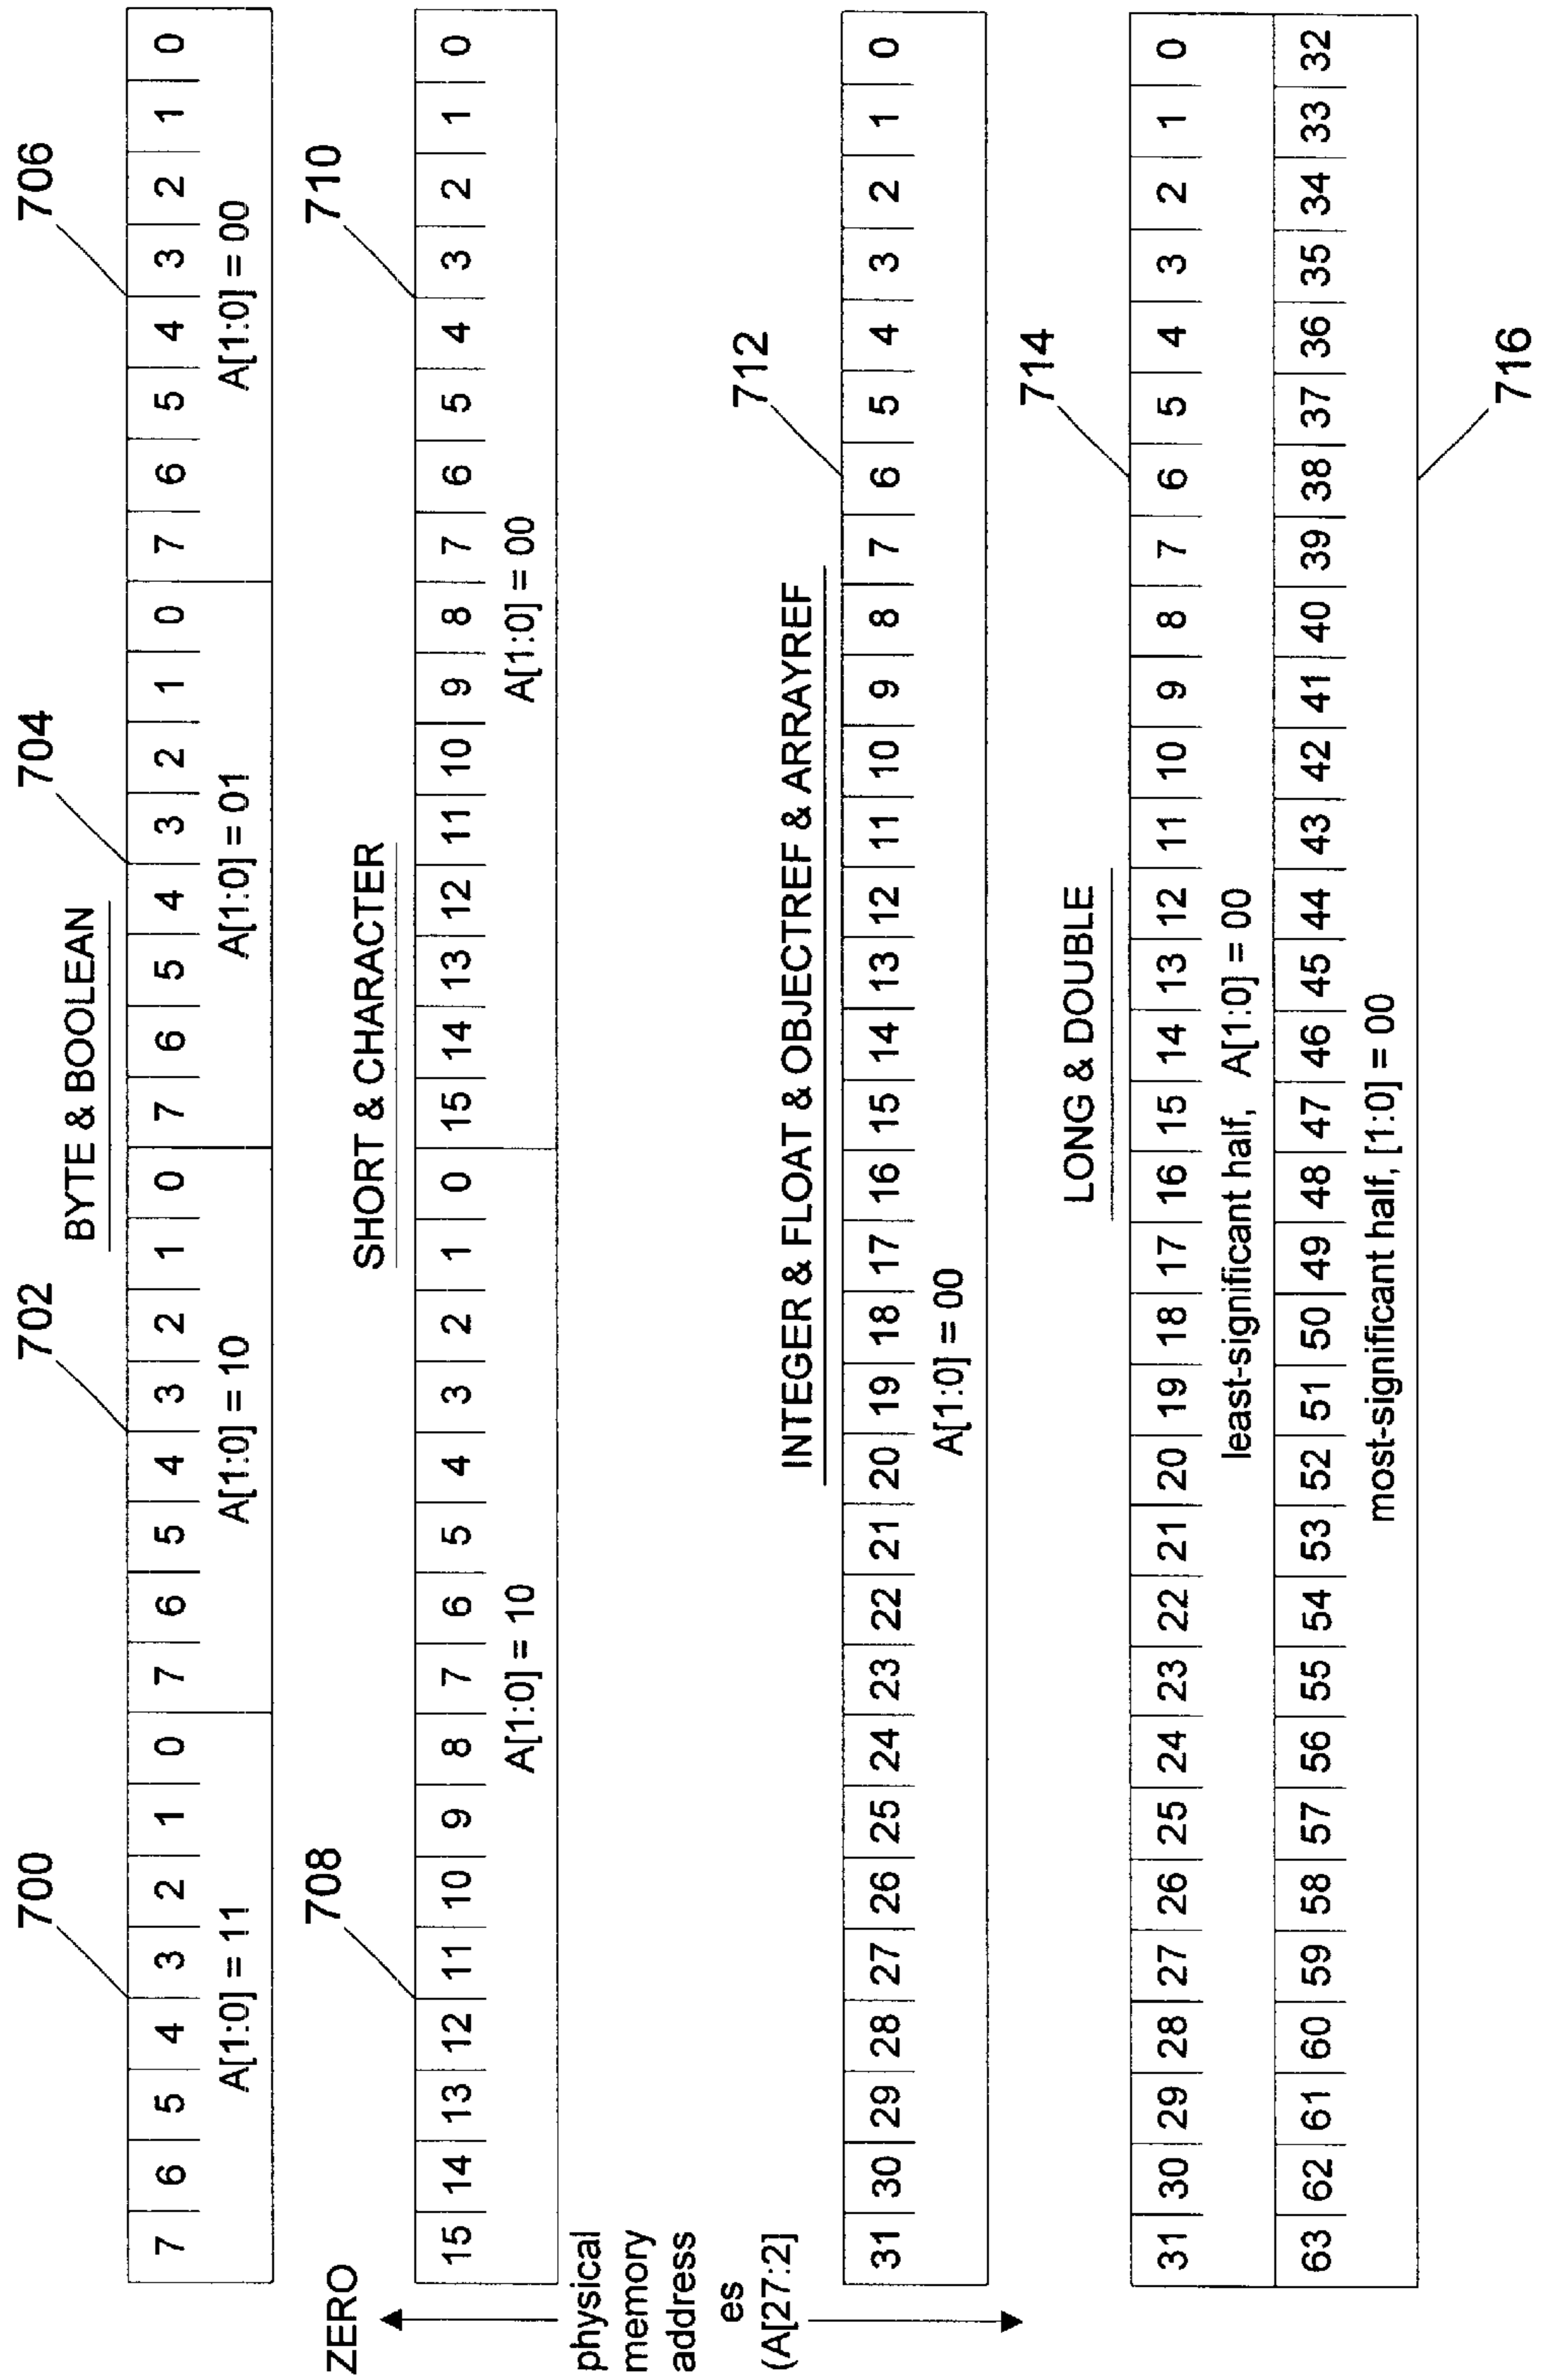 700 702 704 706
BYTE & BOOLEAN
7 6 5 4 3 2 1 0 7 6 5 4 3 2 1 0 7 6 5 4 3 2 1 0 7 6 5 4 3 2 1 0
A[1:0] = 11 A[1:0] = 10 A[1:0] = 01 A[1:0] = 00
ZERO
708 710
SHORT & CHARACTER
15 14 13 12 11 10 9 8 7 6 5 4 3 2 1 0 15 14 13 12 11 10 9 8 7 6 5 4 3 2 1 0
A[1:0] = 10 A[1:0] = 00
physical
memory
address
es
(A[27:2]
712
INTEGER & FLOAT & OBJECTREF & ARRAYREF
31 30 29 28 27 26 25 24 23 22 21 20 19 18 17 16 15 14 13 12 11 10 9 8 7 6 5 4 3 2 1 0
A[1:0] = 00
714
LONG & DOUBLE
31 30 29 28 27 26 25 24 23 22 21 20 19 18 17 16 15 14 13 12 11 10 9 8 7 6 5 4 3 2 1 0
least-significant half, A[1:0] = 00
63 62 61 60 59 58 57 56 55 54 53 52 51 50 49 48 47 46 45 44 43 42 41 40 39 38 37 36 35 34 33 32
most-significant half, [1:0] = 00
716